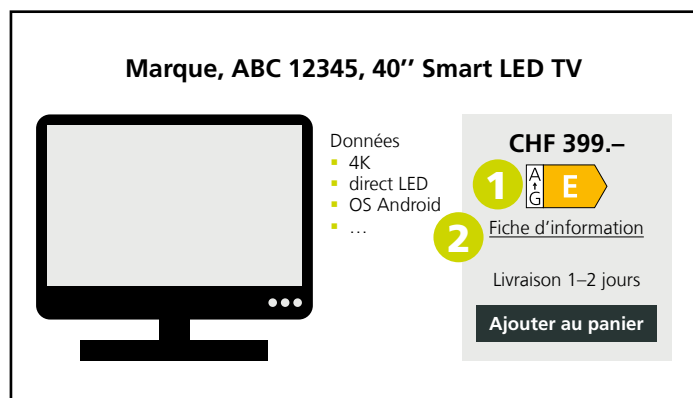 Marque, ABC 12345, 40’’ Smart LED TV
Données
4K
direct LED
OS Android
…
CHF 399.–
1
A
G
E
2
Fiche d’information
Livraison 1–2 jours
Ajouter au panier